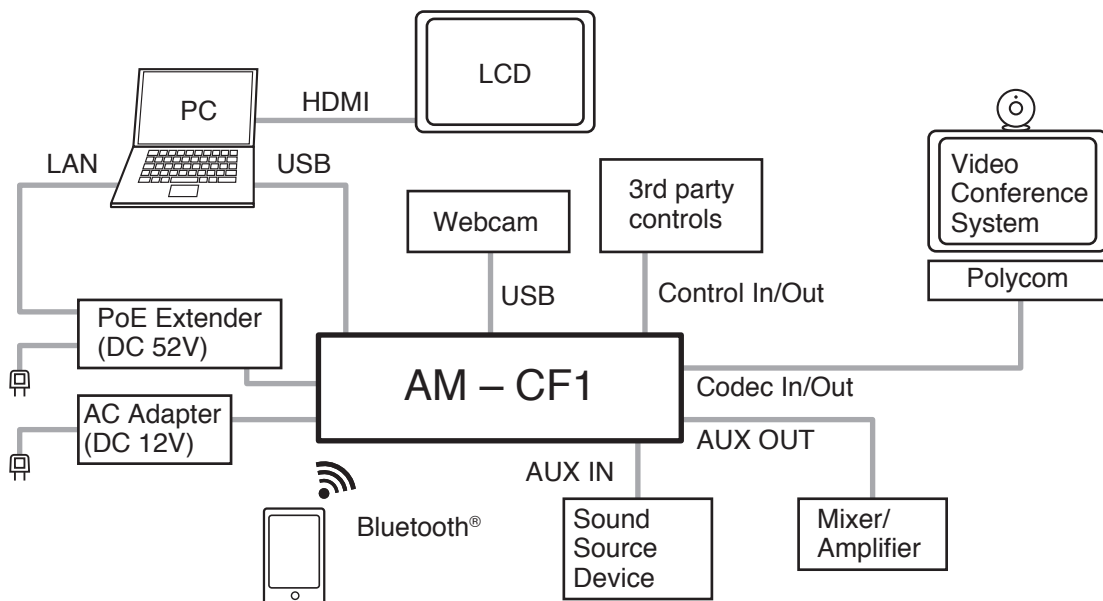 LCD
PC
HDMI
LAN
USB
Webcam
3rd party
controls
Video
Conference
System
Polycom
USB
Control In/Out
PoE Extender
(DC 52V)
AM – CF1
Codec In/Out
AC Adapter
(DC 12V)
AUX OUT
AUX IN
Bluetooth®
Sound
Source
Device
Mixer/
Amplifier